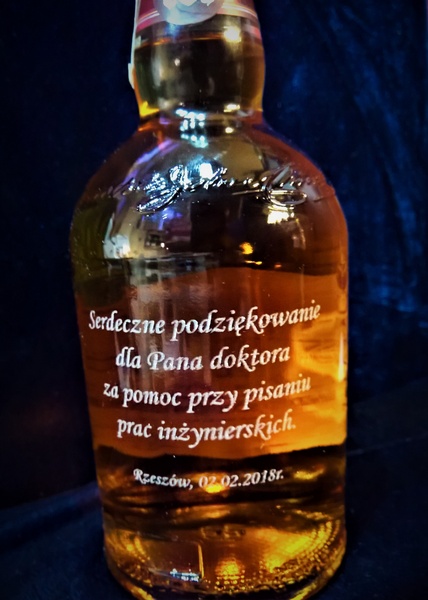 Serdeczne podziękowanie
dla Pana doktora
za pomoc przy pisaniu
prac inżynierskich.
Rzeszów, 02.02.2018r.